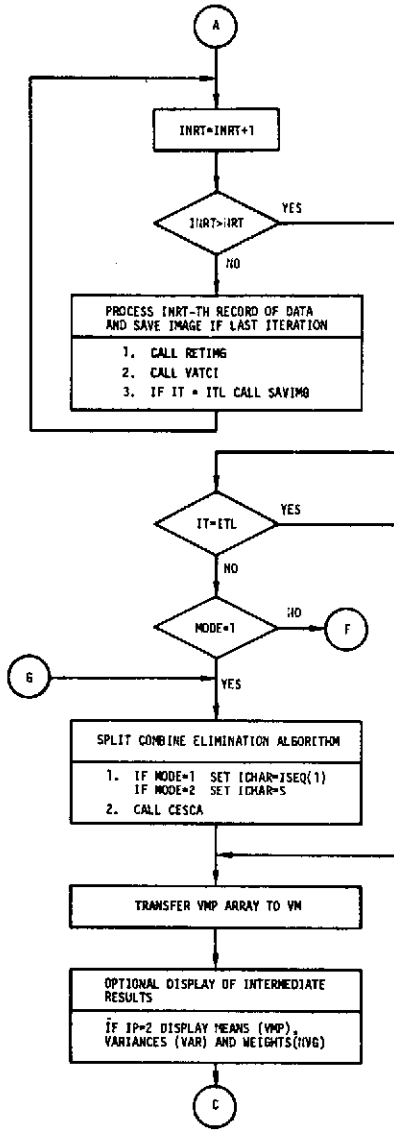 A
INRT=INRT+1
INRT>NRT
YES
NO
PROCESS INRT-TH RECORD OF DATA
AND SAVE IMAGE IF LAST ITERATION
1. CALL RETIMG
2. CALL VATCI
3. IF IT = ITL CALL SAVIMG
IT=ITL
YES
NO
MODE=1
NO
F
G
YES
SPLIT COMBINE ELIMINATION ALGORITHM
1. IF MODE=1 SET ICHAR=ISEQ(1)
IF MODE=2 SET ICHAR=S
2. CALL CESCA
TRANSFER VMP ARRAY TO VM
OPTIONAL DISPLAY OF INTERMEDIATE
RESULTS
IF IP=2 DISPLAY MEANS (VMP),
VARIANCES (VAR) AND WEIGHTS(NVG)
C